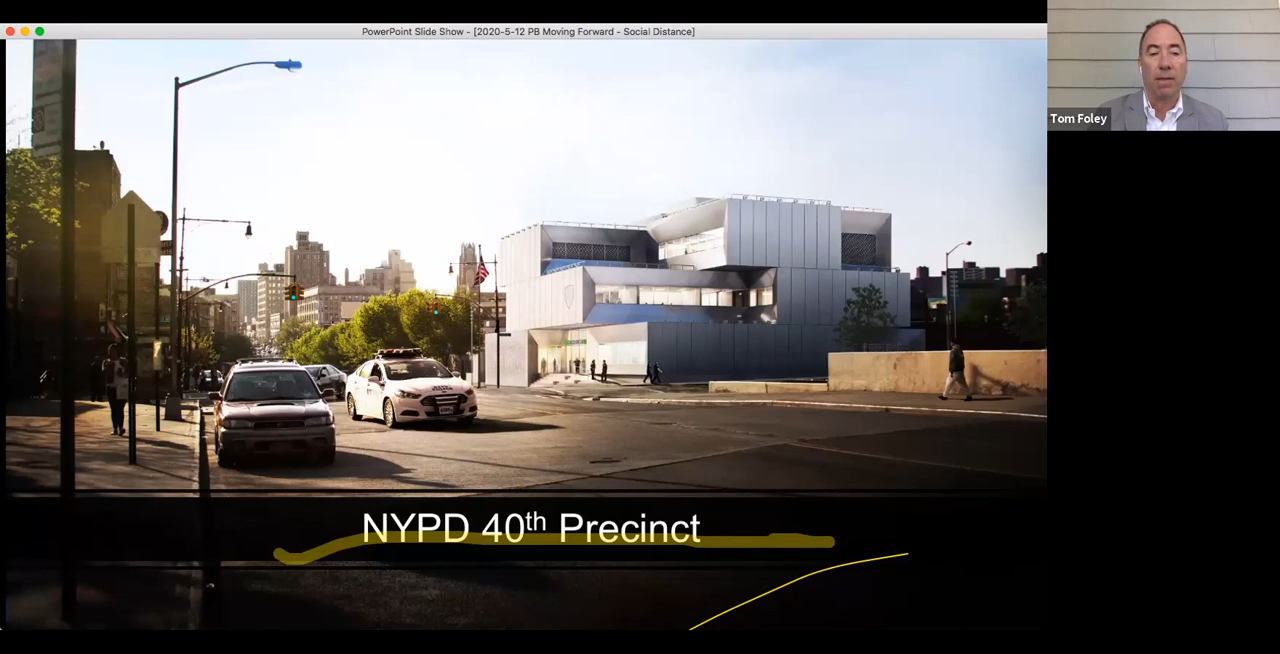 PowerPoint Slide Show - [2020-5-12 PB Moving Forward - Social Distance]
Tom Foley
NYPD 40th Precinct